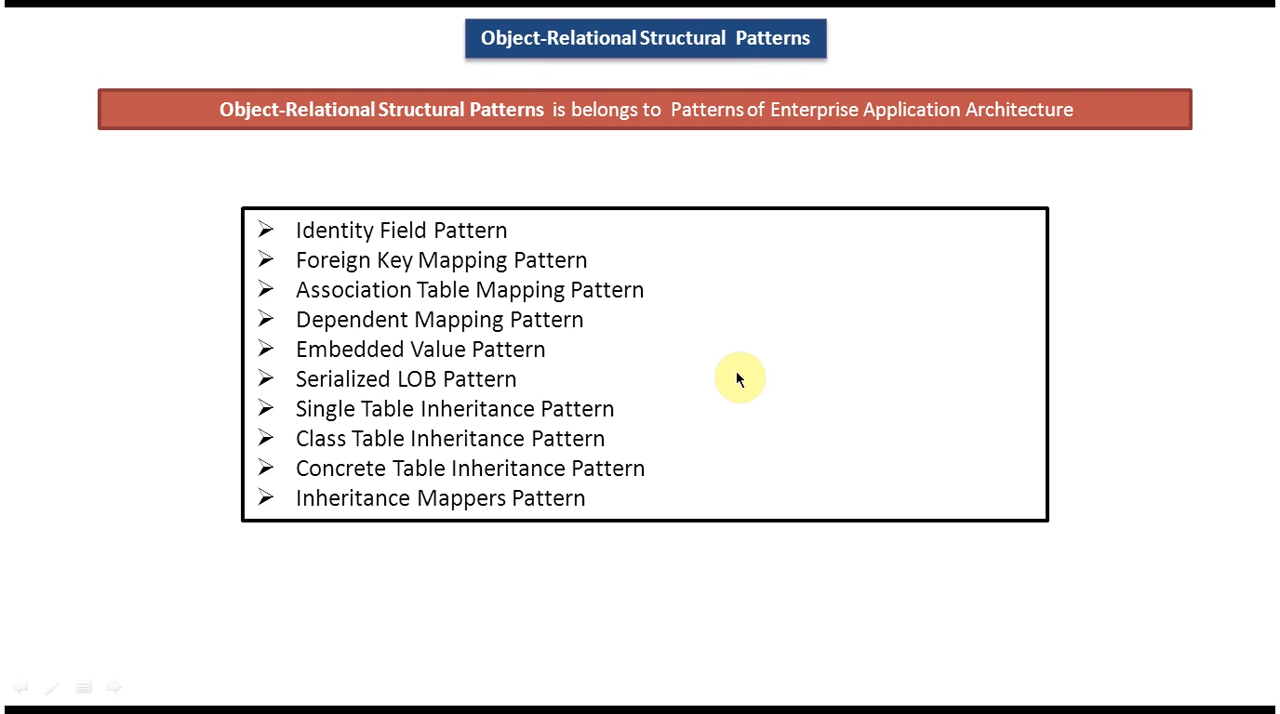 Object-Relational Structural Patterns
Object-Relational Structural Patterns is belongs to Patterns of Enterprise Application Architecture
Identity Field Pattern
Foreign Key Mapping Pattern
Association Table Mapping Pattern
Dependent Mapping Pattern
Embedded Value Pattern
Serialized LOB Pattern
Single Table Inheritance Pattern
Class Table Inheritance Pattern
Concrete Table Inheritance Pattern
Inheritance Mappers Pattern